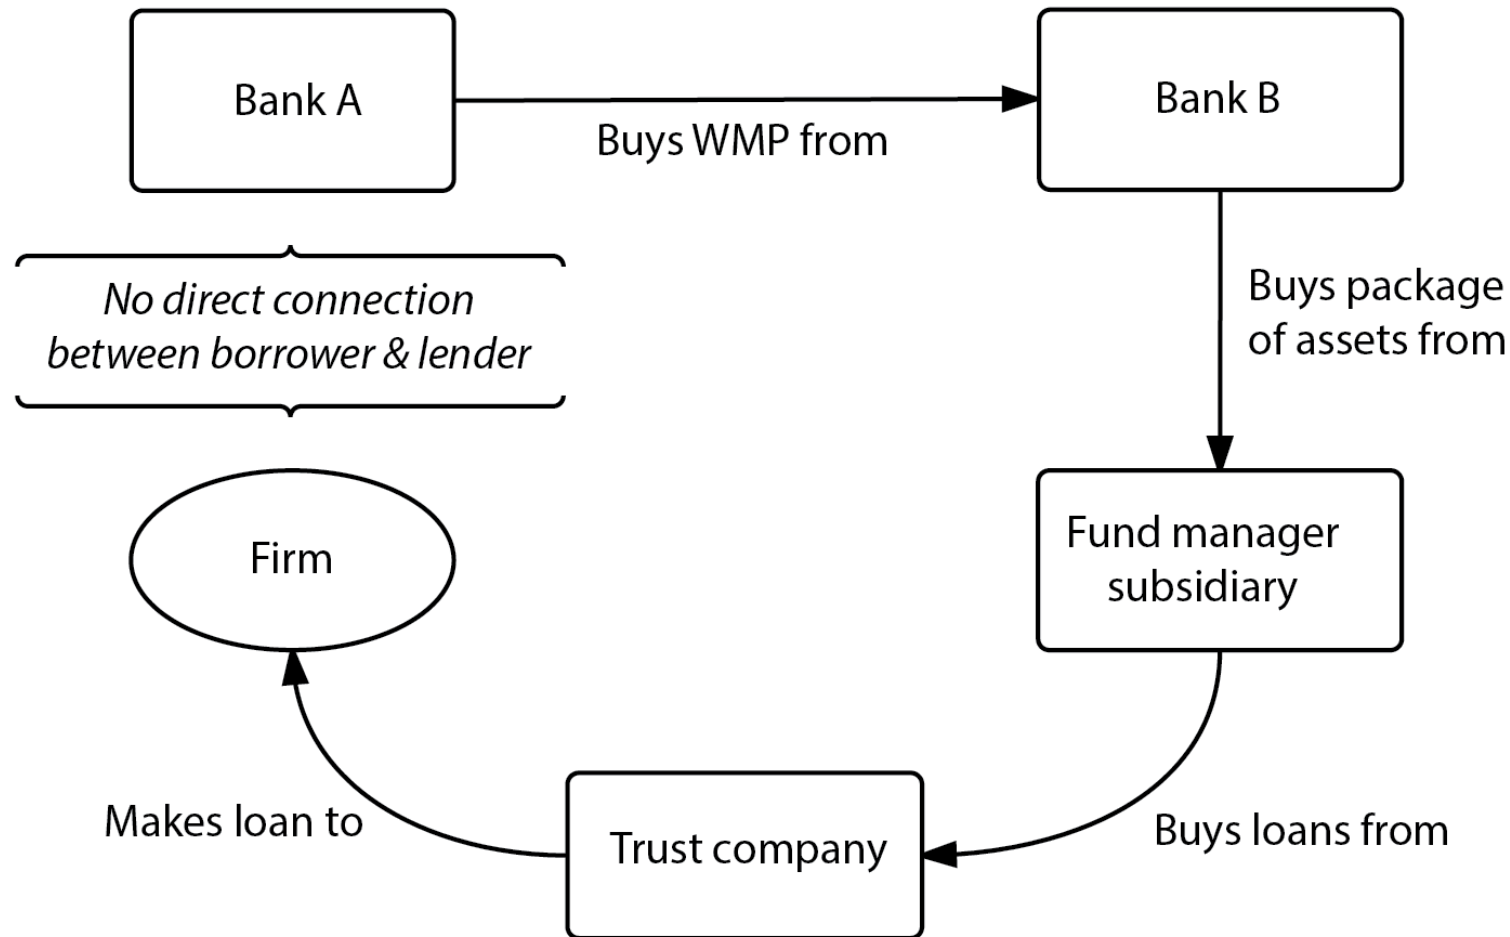 Bank A
Buys WMP from
Bank B
No direct connection
between borrower & lender
Buys package
of assets from
Firm
Fund manager
subsidiary
Makes loan to
Trust company
Buys loans from